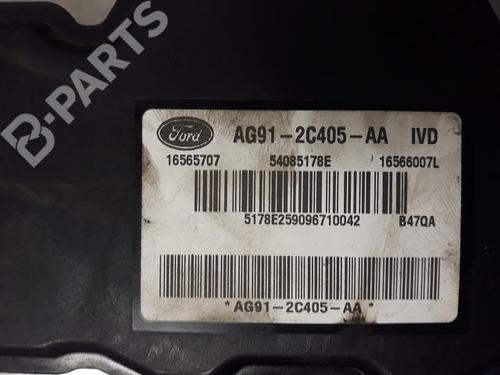 B-PARTS
Ford AG91-2C405-AA IVD
16565707 54085178E 16566007L
5178E259096710042 B47QA
*AG91-2C405-AA*